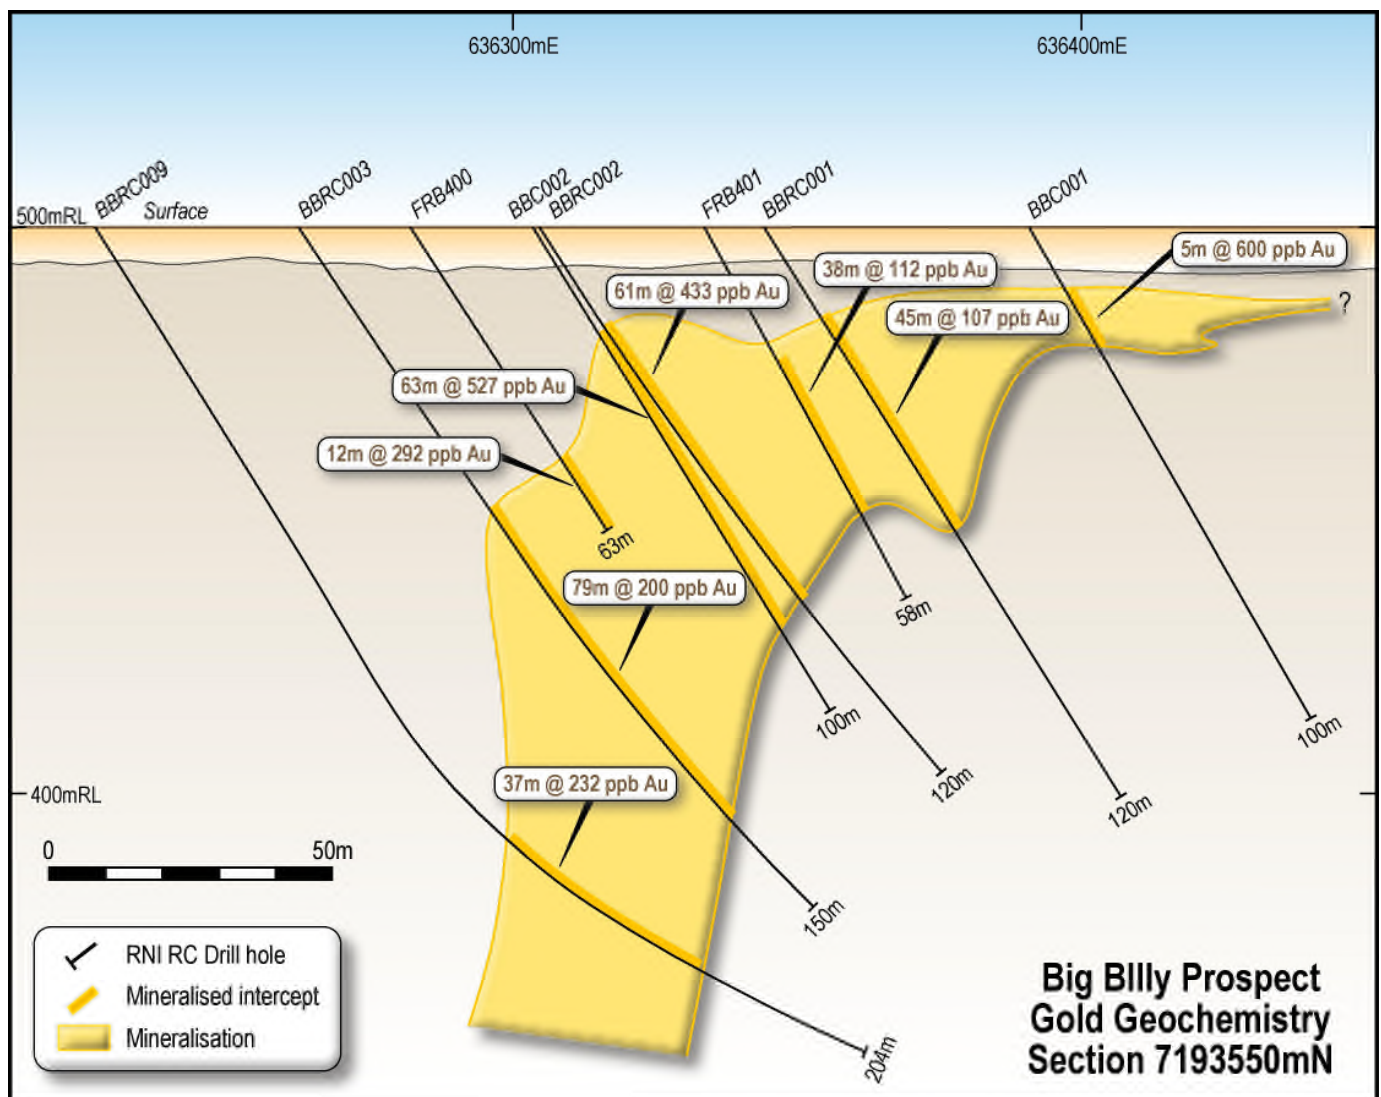 636300mE
636400mE
BBRC009
BBRC003
FRB400
BBC002
BBRC002
FRB401
BBRC001
BBC001
500mRL
Surface
5m @ 600 ppb Au
38m @ 112 ppb Au
61m @ 433 ppb Au
45m @ 107 ppb Au
?
63m @ 527 ppb Au
12m @ 292 ppb Au
63m
79m @ 200 ppb Au
58m
100m
100m
37m @ 232 ppb Au
120m
120m
400mRL
0 50m
150m
204m
RNI RC Drill hole
Mineralised intercept
Mineralisation
Big BIlly Prospect
Gold Geochemistry
Section 7193550mN